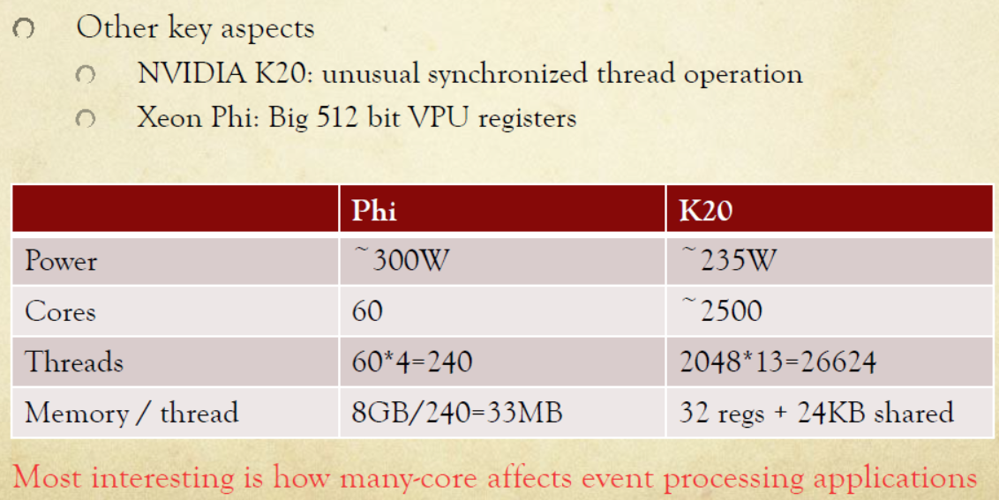 Other key aspects
NVIDIA K20: unusual synchronized thread operation
Xeon Phi: Big 512 bit VPU registers
Phi K20
Power ~300W ~235W
Cores 60 ~2500
Threads 60*4=240 2048*13=26624
Memory / thread 8GB/240=33MB 32 regs + 24KB shared
Most interesting is how many-core affects event processing applications